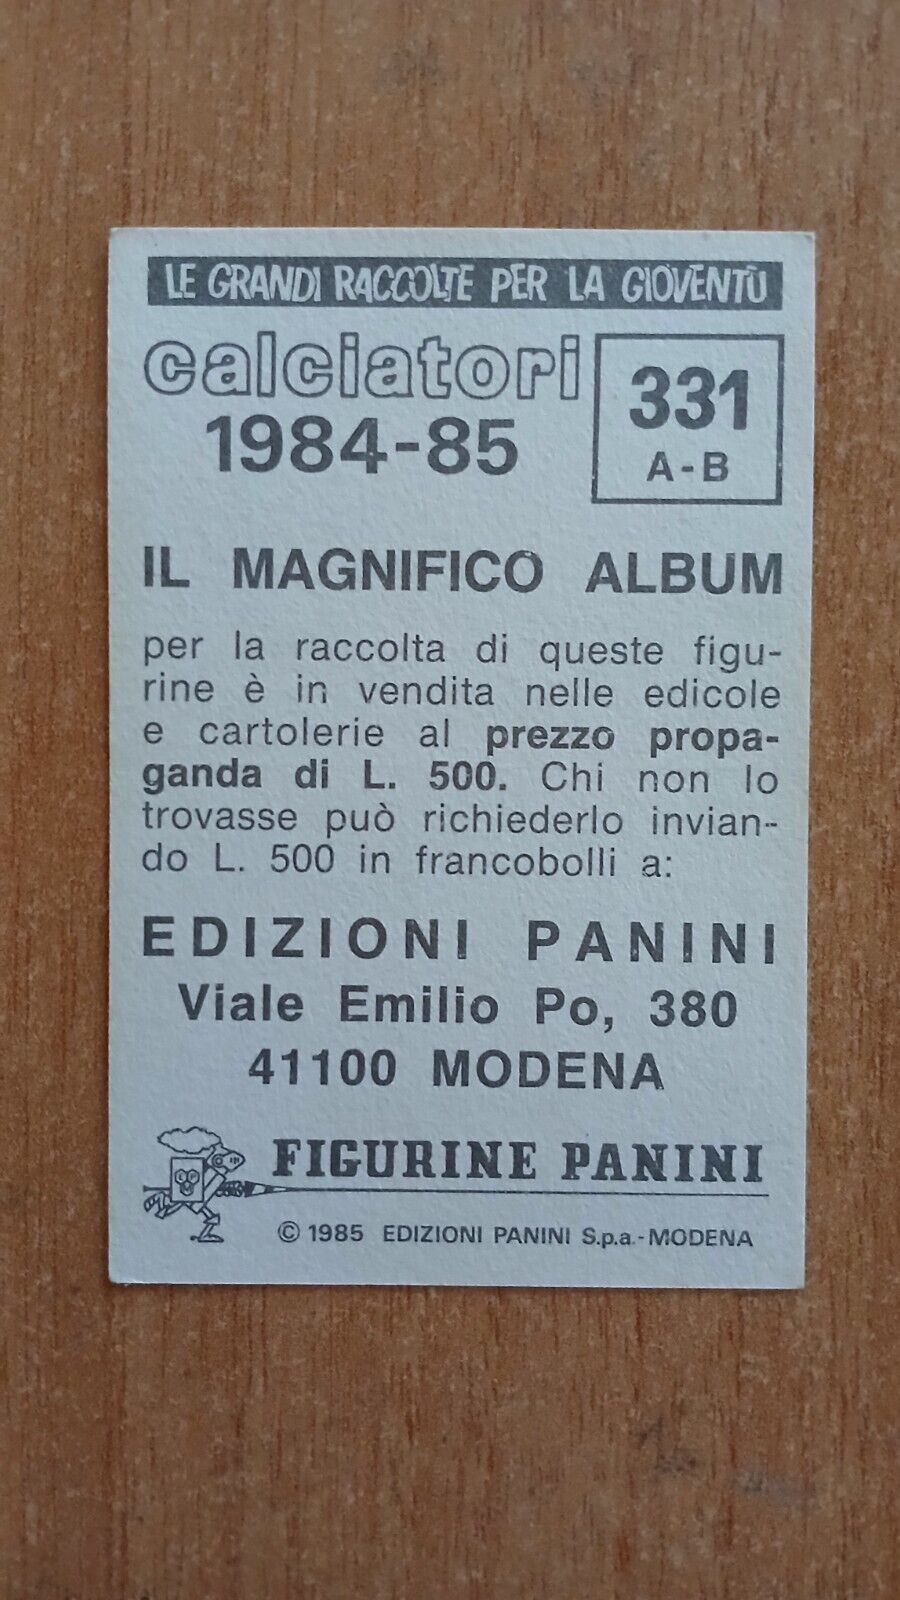 LE GRANDI RACCOLTE PER LA GIOVENTÙ
calciatori
1984-85
331
A-B
IL MAGNIFICO ALBUM
per la raccolta di queste figu-
rine è in vendita nelle edicole
e cartolerie al prezzo propa-
ganda di L. 500. Chi non lo
trovasse può richiederlo invian-
do L. 500 in francobolli a:
EDIZIONI PANINI
Viale Emilio Po, 380
41100 MODENA
FIGURINE PANINI
© 1985 EDIZIONI PANINI S.p.a.-MODENA